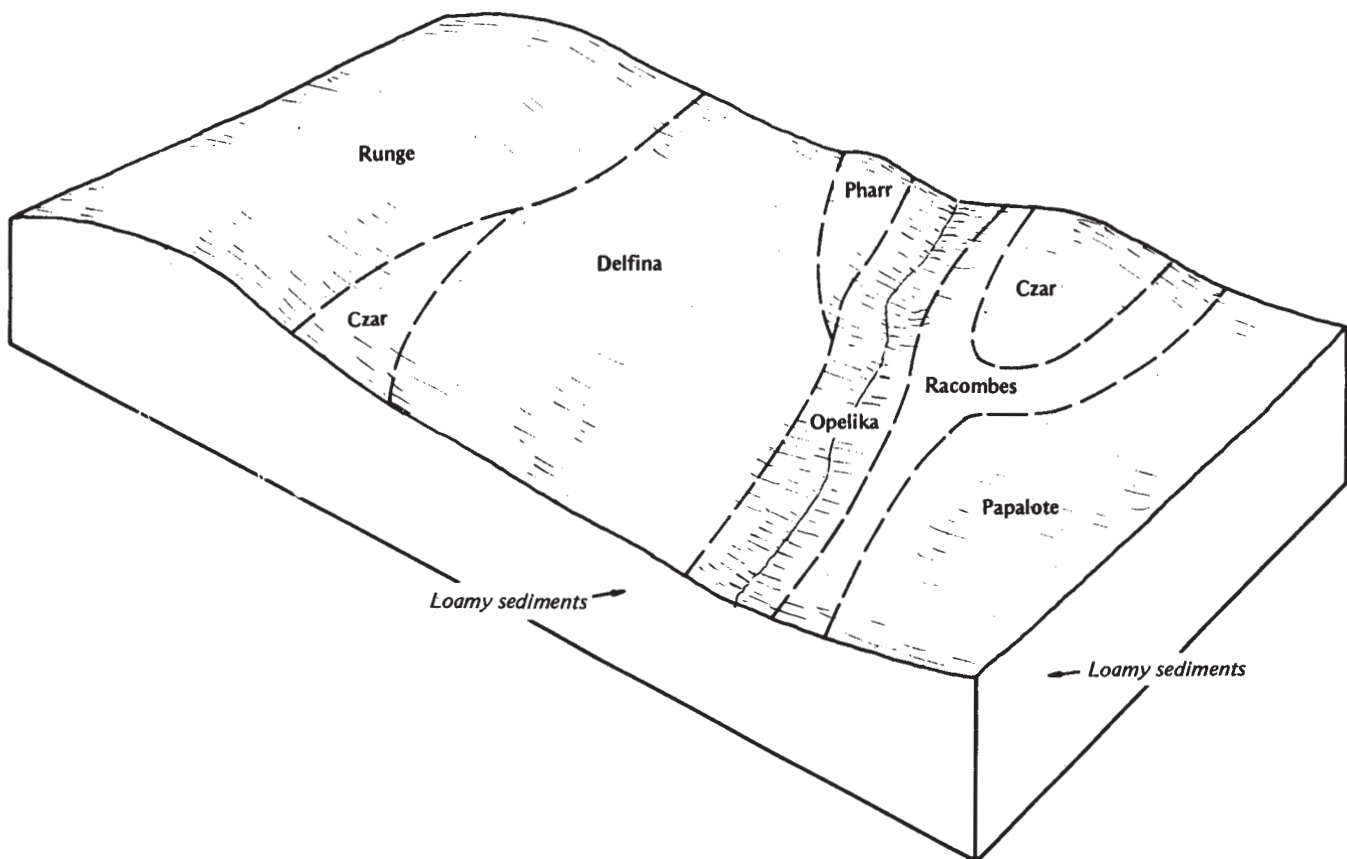 Runge
Pharr
Delfina
Czar
Czar
Racombes
Opelika
Papalote
Loamy sediments
Loamy sediments